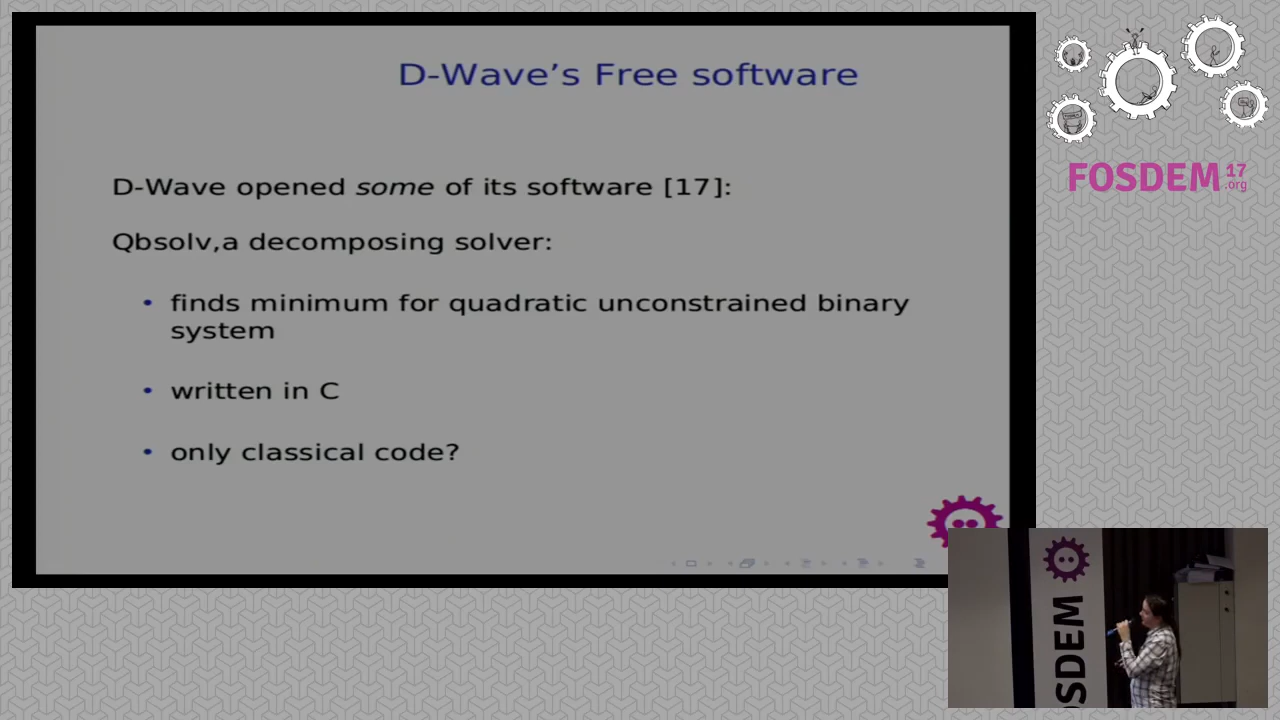 D-Wave's Free software
D-Wave opened some of its software [17]:
Qbsolv,a decomposing solver:
• finds minimum for quadratic unconstrained binary
system
• written in C
• only classical code?
FOSDEM 17
.org
FOSDEM